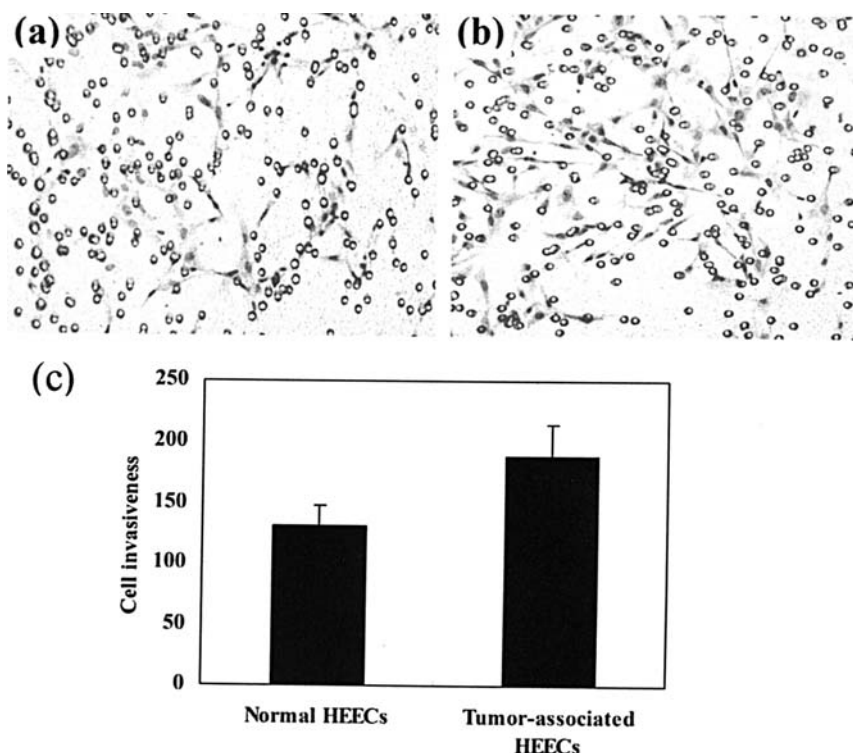 (a)
(b)
(c)
250
200
150
100
50
0
Cell invasiveness
Normal HEECs
Tumor-associated
HEECs